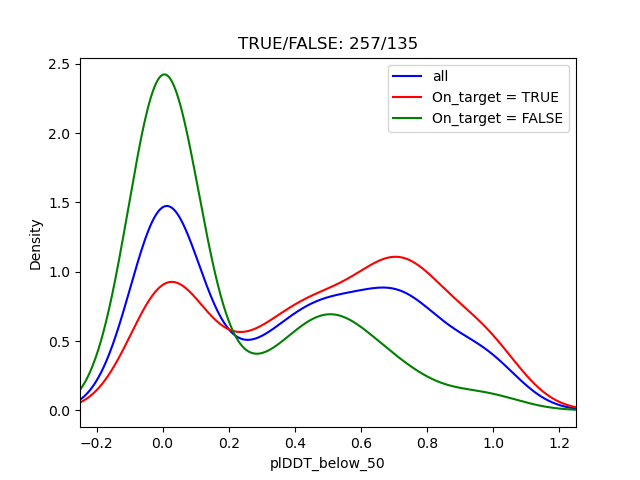 TRUE/FALSE: 257/135
2.5
2.0
1.5
1.0
0.5
0.0
Density
all
On_target = TRUE
On_target = FALSE
−0.2 0.0 0.2 0.4 0.6 0.8 1.0 1.2
plDDT_below_50